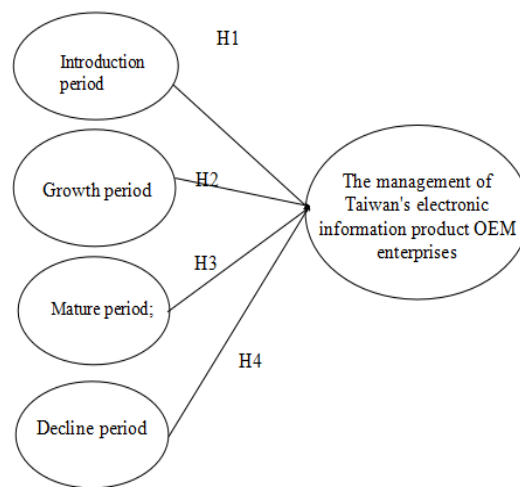 H1
Introduction
period
H2
Growth period
The management of
Taiwan's electronic
information product OEM
enterprises
H3
Mature period;
H4
Decline period